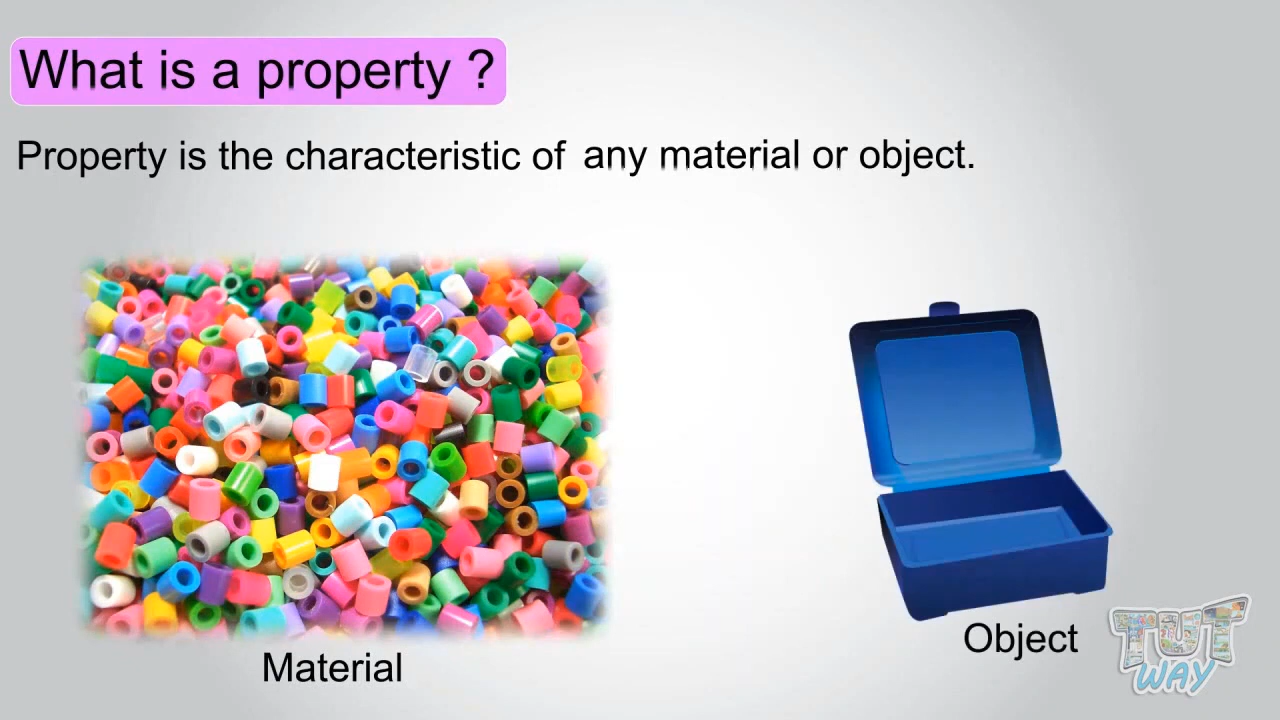 What is a property ?
Property is the characteristic of any material or object.
Material
Object
TUT
WAY